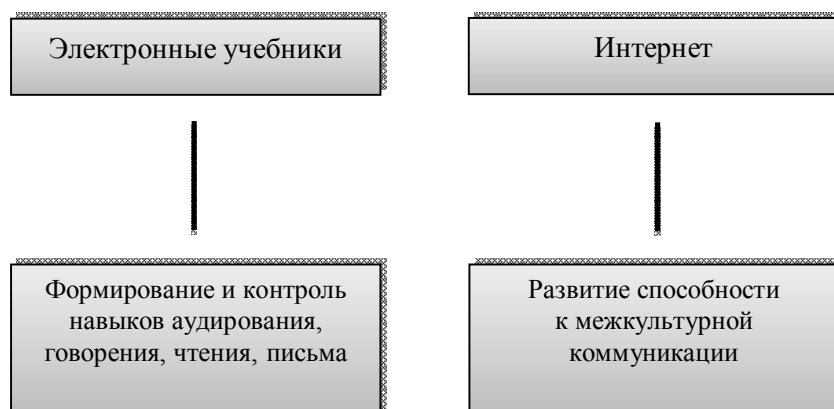 Электронные учебники
Интернет
Формирование и контроль
навыков аудирования,
говорения, чтения, письма
Развитие способности
к межкультурной
коммуникации